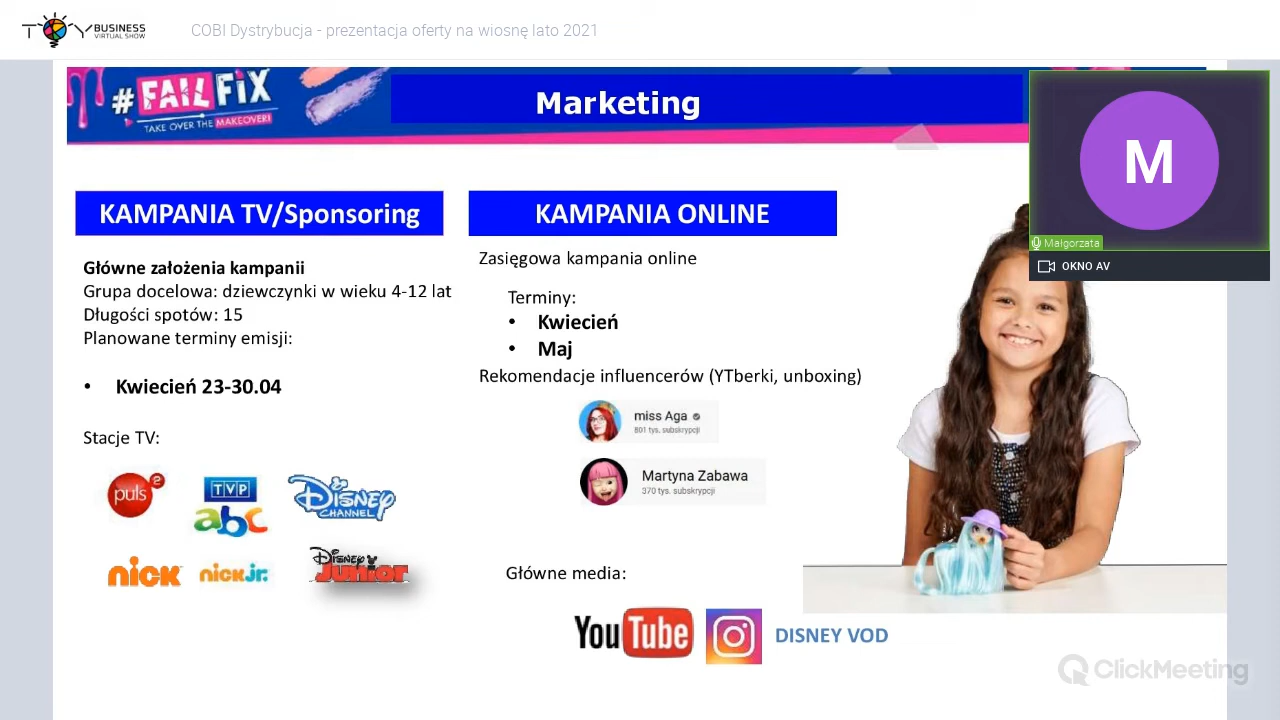 TOY BUSINESS
VIRTUAL SHOW
COBI Dystrybucja - prezentacja oferty na wiosnę lato 2021
#FAILFIX
TAKE OVER THE MAKEOVER!
Marketing
M
Małgorzata
OKNO AV
KAMPANIA TV/Sponsoring
Główne założenia kampanii
Grupa docelowa: dziewczynki w wieku 4-12 lat
Długości spotów: 15
Planowane terminy emisji:
• Kwiecień 23-30.04
Stacje TV:
puls 2
TVP
abc
Disney
CHANNEL
nick
nick jr.
Disney
Junior
KAMPANIA ONLINE
Zasięgowa kampania online
Terminy:
• Kwiecień
• Maj
Rekomendacje influencerów (YTberki, unboxing)
miss Aga
801 tys. subskrypcji
Martyna Zabawa
370 tys. subskrypcji
Główne media:
YouTube
DISNEY VOD
ClickMeeting